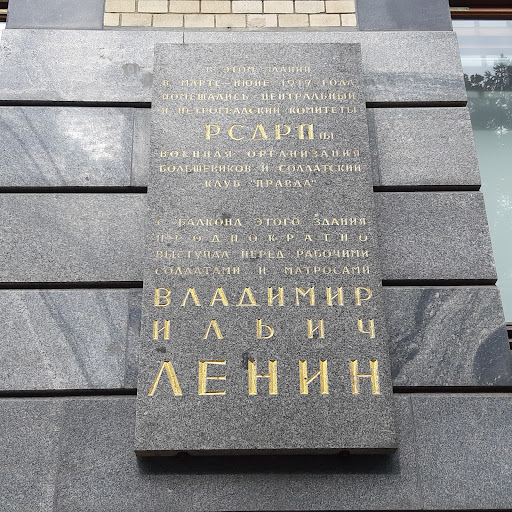 В ЭТОМ ЗДАНИИ
В МАРТЕ-ИЮНЕ 1917 ГОДА
ПОМЕЩАЛИСЬ ЦЕНТРАЛЬНЫЙ
И ПЕТРОГРАДСКИЙ КОМИТЕТЫ
РСДРП(б)
ВОЕННАЯ ОРГАНИЗАЦИЯ
БОЛЬШЕВИКОВ И СОЛДАТСКИЙ
КЛУБ "ПРАВДА"
С БАЛКОНА ЭТОГО ЗДАНИЯ
НЕОДНОКРАТНО
ВЫСТУПАЛ ПЕРЕД РАБОЧИМИ
СОЛДАТАМИ И МАТРОСАМИ
ВЛАДИМИР
ИЛЬИЧ
ЛЕНИН